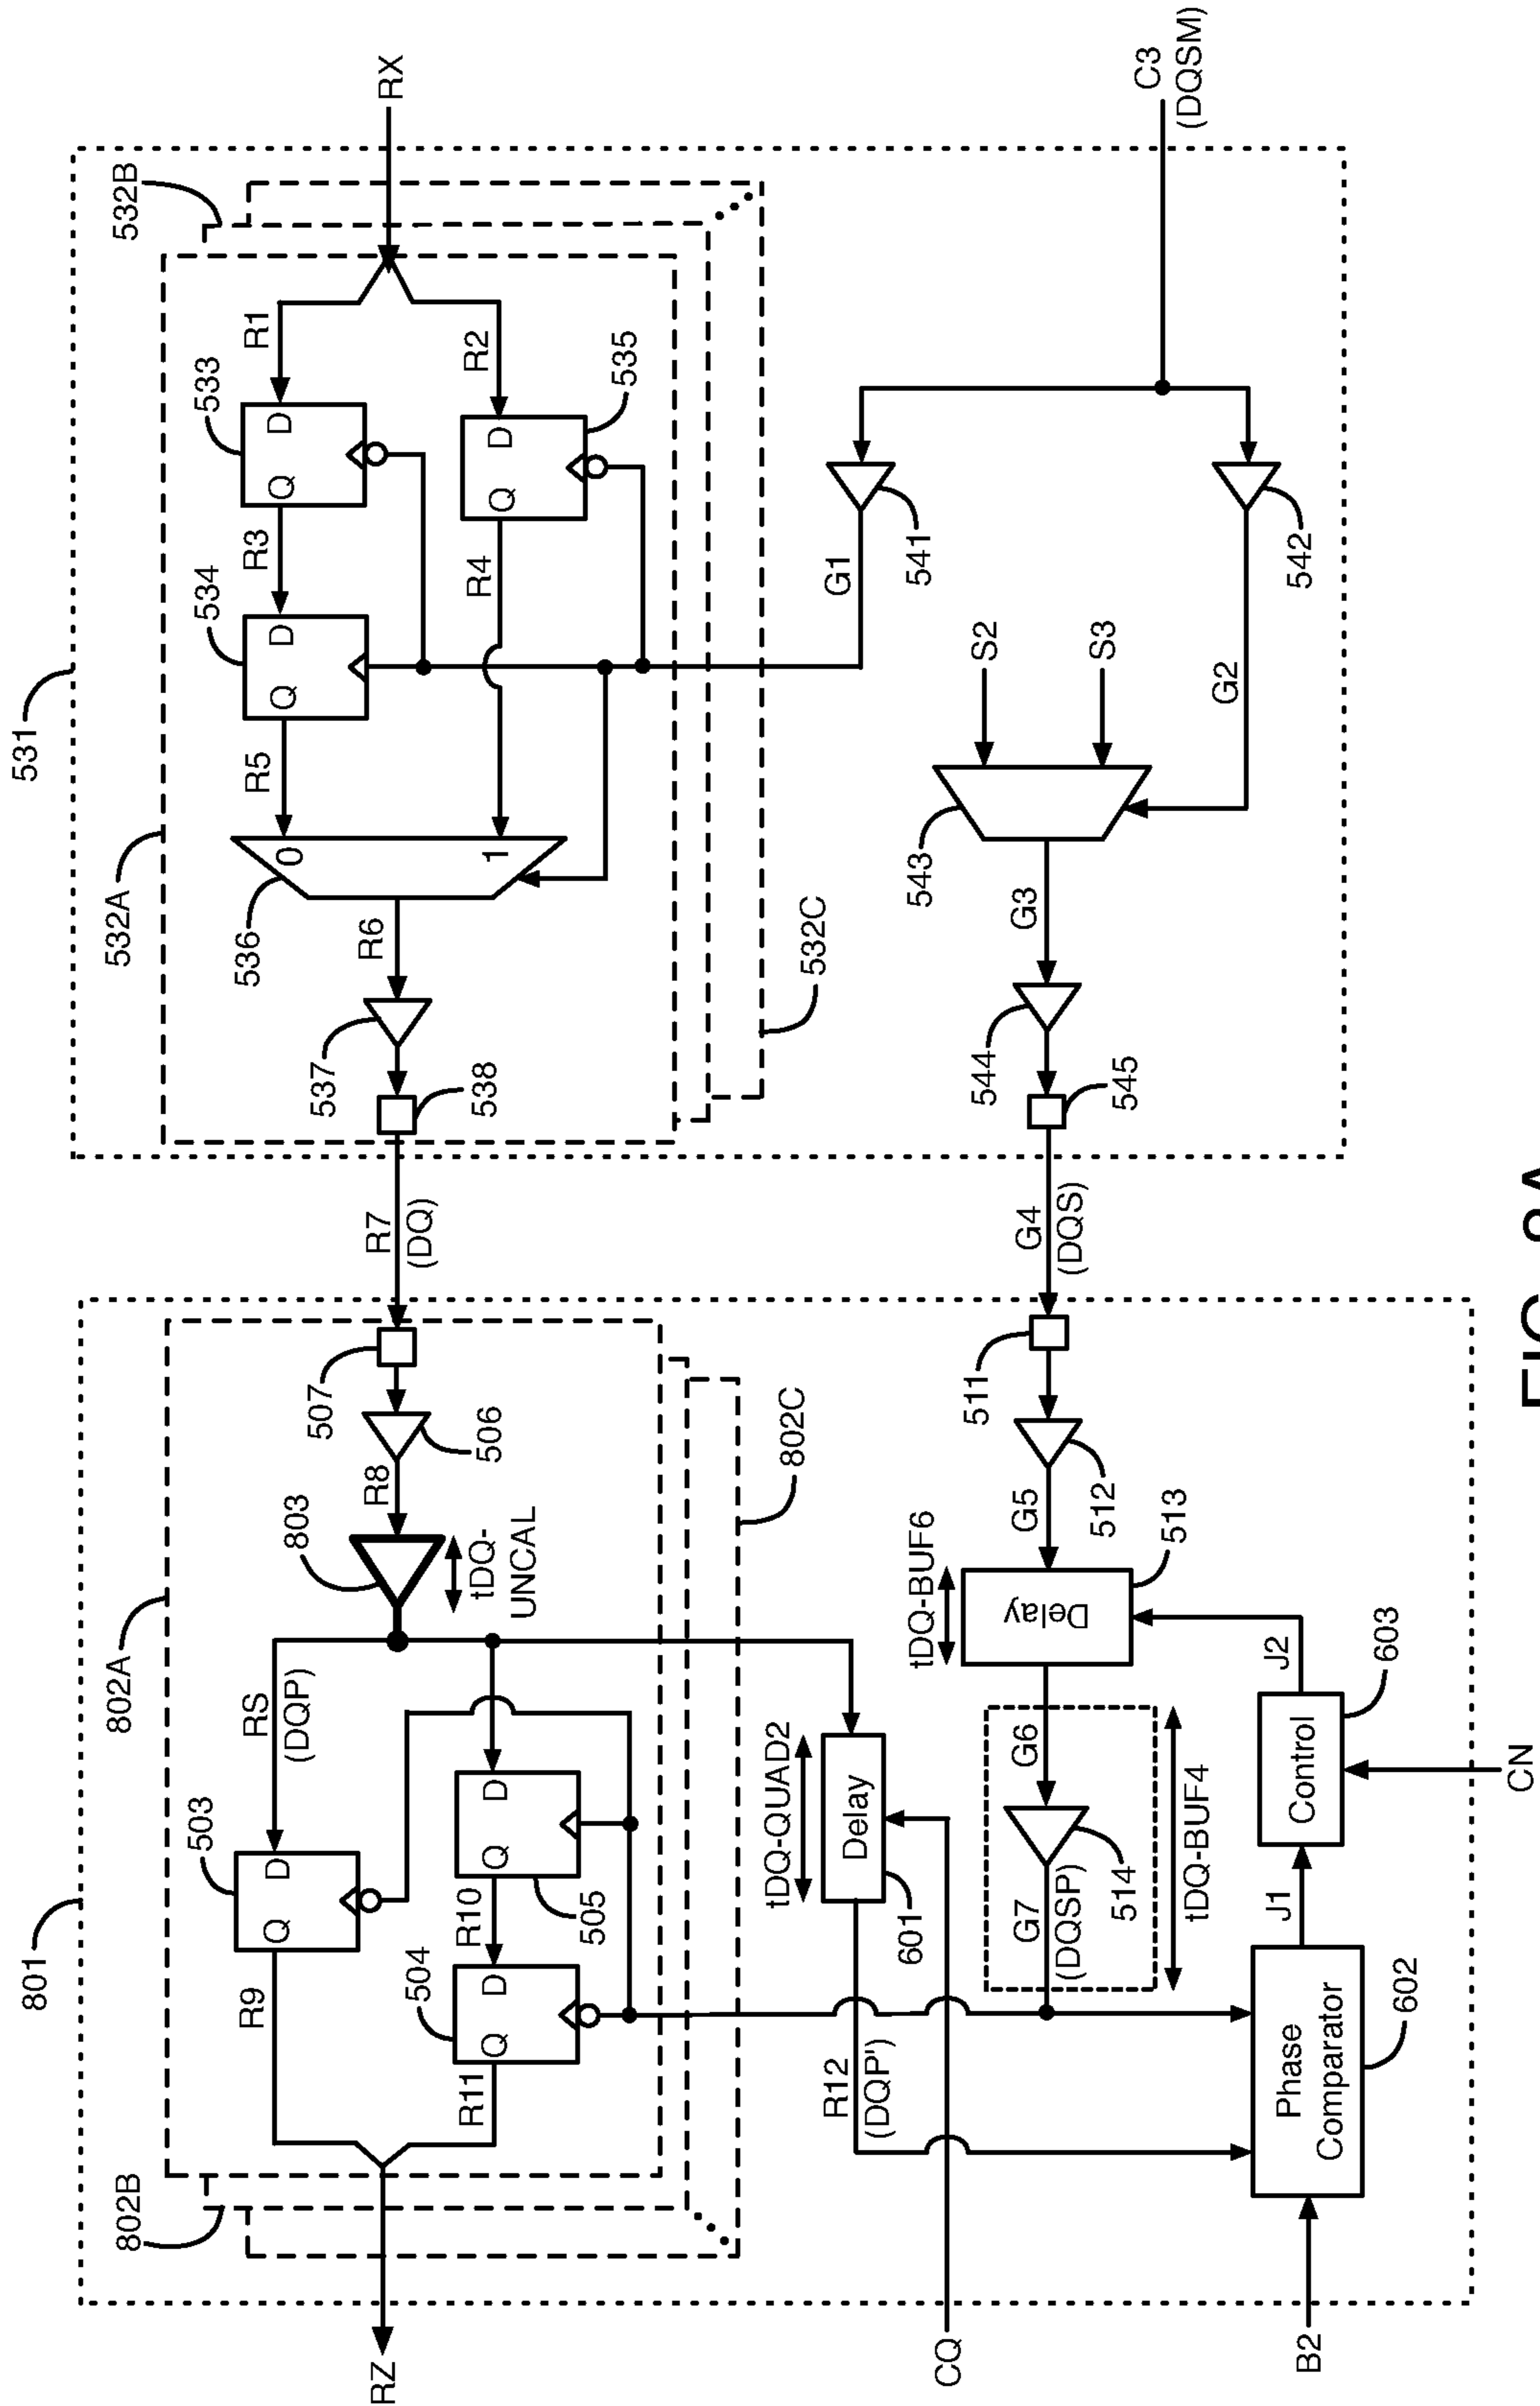 531
532A
532B
536
R5
0
1
R6
537
538
534
Q
D
R3
533
Q
D
R1
R4
Q
D
R2
535
RX
532C
G1
541
C3
(DQSM)
S2
S3
543
G3
G2
542
544
545
R7
(DQ)
G4
(DQS)
801
802A
802B
802C
507
506
R8
803
tDQ-
UNCAL
RS
(DQP)
503
Q
D
R9
504
Q
D
R10
505
Q
D
R11
RZ
511
512
G5
513
Delay
tDQ-BUF6
tDQ-QUAD2
Delay
601
G6
G7
(DQSP)
514
tDQ-BUF4
R12
(DQP')
J2
603
Control
CN
J1
Phase
Comparator
602
CQ
B2